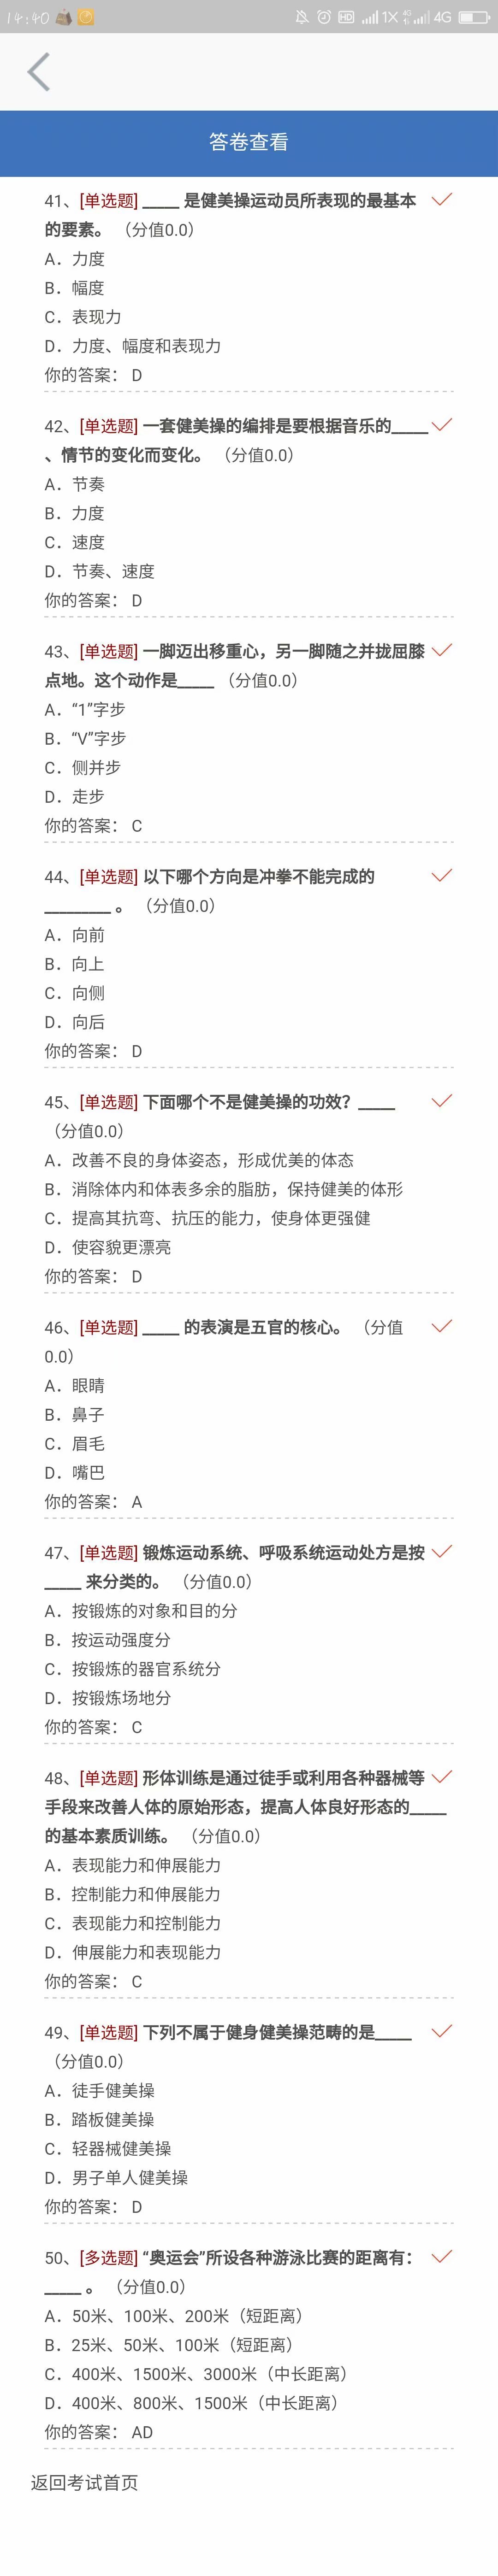 14:40 HD 1X 4G 4G
答卷查看
41、[单选题] _____ 是健美操运动员所表现的最基本
的要素。（分值0.0）
A．力度
B．幅度
C．表现力
D．力度、幅度和表现力
你的答案： D
42、[单选题] 一套健美操的编排是要根据音乐的_____
、情节的变化而变化。（分值0.0）
A．节奏
B．力度
C．速度
D．节奏、速度
你的答案： D
43、[单选题] 一脚迈出移重心，另一脚随之并拢屈膝
点地。这个动作是_____ （分值0.0）
A．“1”字步
B．“V”字步
C．侧并步
D．走步
你的答案： C
44、[单选题] 以下哪个方向是冲拳不能完成的
_________ 。（分值0.0）
A．向前
B．向上
C．向侧
D．向后
你的答案： D
45、[单选题] 下面哪个不是健美操的功效？_____
（分值0.0）
A．改善不良的身体姿态，形成优美的体态
B．消除体内和体表多余的脂肪，保持健美的体形
C．提高其抗弯、抗压的能力，使身体更强健
D．使容貌更漂亮
你的答案： D
46、[单选题] _____ 的表演是五官的核心。（分值
0.0）
A．眼睛
B．鼻子
C．眉毛
D．嘴巴
你的答案： A
47、[单选题] 锻炼运动系统、呼吸系统运动处方是按
_____ 来分类的。（分值0.0）
A．按锻炼的对象和目的分
B．按运动强度分
C．按锻炼的器官系统分
D．按锻炼场地分
你的答案： C
48、[单选题] 形体训练是通过徒手或利用各种器械等
手段来改善人体的原始形态，提高人体良好形态的_____
的基本素质训练。（分值0.0）
A．表现能力和伸展能力
B．控制能力和伸展能力
C．表现能力和控制能力
D．伸展能力和表现能力
你的答案： C
49、[单选题] 下列不属于健身健美操范畴的是_____
（分值0.0）
A．徒手健美操
B．踏板健美操
C．轻器械健美操
D．男子单人健美操
你的答案： D
50、[多选题] “奥运会”所设各种游泳比赛的距离有：
_____ 。（分值0.0）
A．50米、100米、200米（短距离）
B．25米、50米、100米（短距离）
C．400米、1500米、3000米（中长距离）
D．400米、800米、1500米（中长距离）
你的答案： AD
返回考试首页